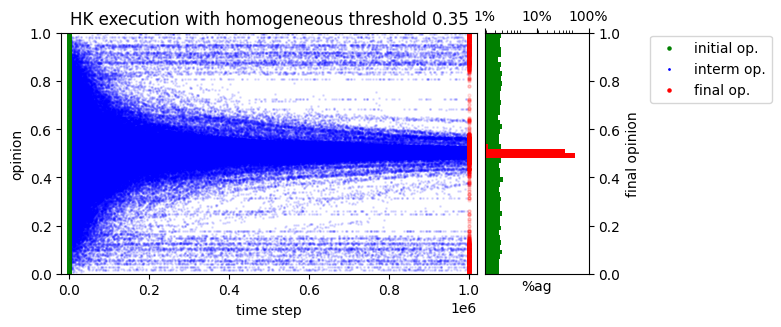 HK execution with homogeneous threshold 0.35
1% 10% 100%
initial op.
interm op.
final op.
opinion
1.0
0.8
0.6
0.4
0.2
0.0
0.0 0.2 0.4 0.6 0.8 1.0
1e6
time step
%ag
1.0
0.8
0.6
0.4
0.2
0.0
final opinion